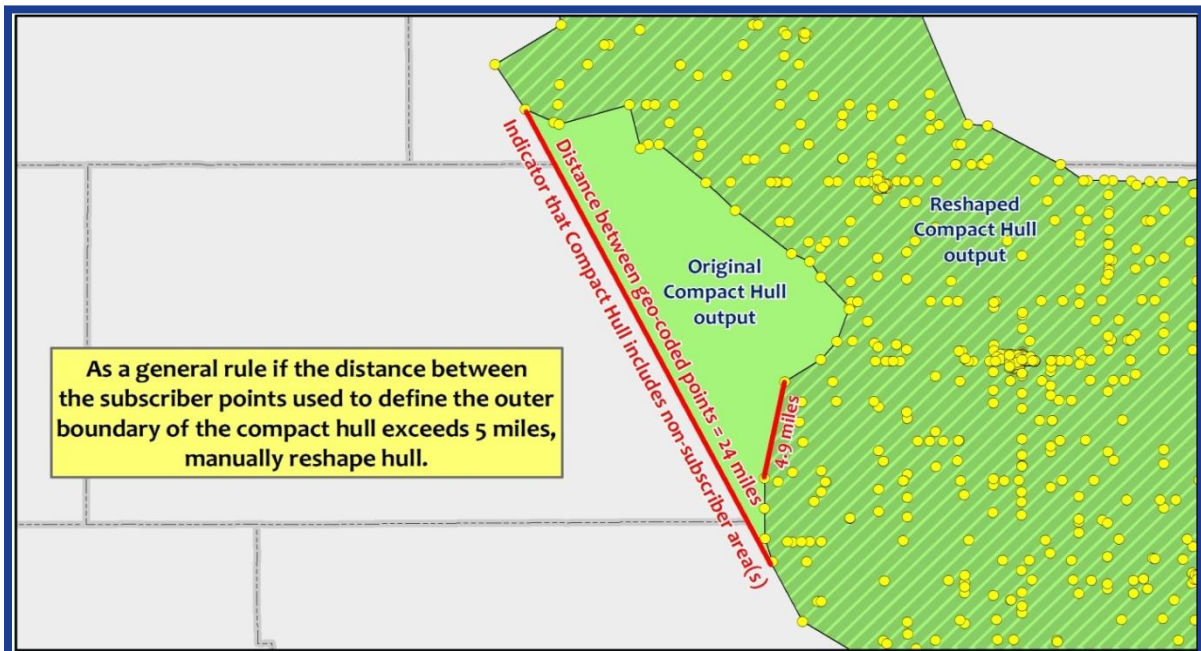 Distance between geo-coded points = 24 miles
Indicator that Compact Hull includes non-subscriber area(s)
Reshaped
Compact Hull
output
Original
Compact Hull
output
4.9 miles
As a general rule if the distance between
the subscriber points used to define the outer
boundary of the compact hull exceeds 5 miles,
manually reshape hull.